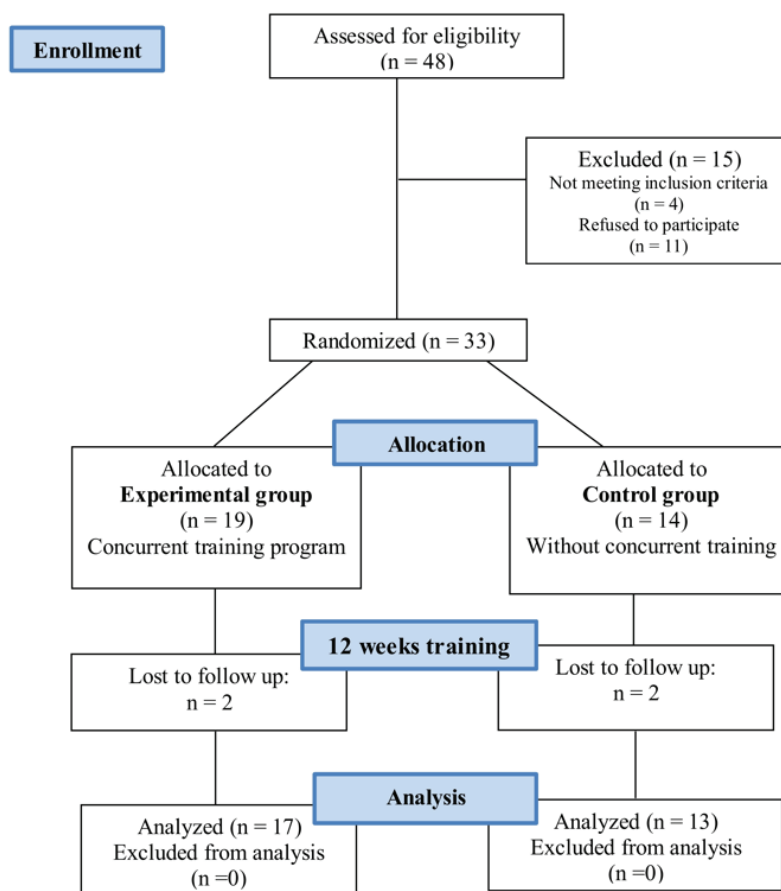 Enrollment
Assessed for eligibility
(n = 48)
Excluded (n = 15)
Not meeting inclusion criteria
(n = 4)
Refused to participate
(n = 11)
Randomized (n = 33)
Allocation
Allocated to
Experimental group
(n = 19)
Concurrent training program
Allocated to
Control group
(n = 14)
Without concurrent training
12 weeks training
Lost to follow up:
n = 2
Lost to follow up:
n = 2
Analysis
Analyzed (n = 17)
Excluded from analysis
(n =0)
Analyzed (n = 13)
Excluded from analysis
(n =0)